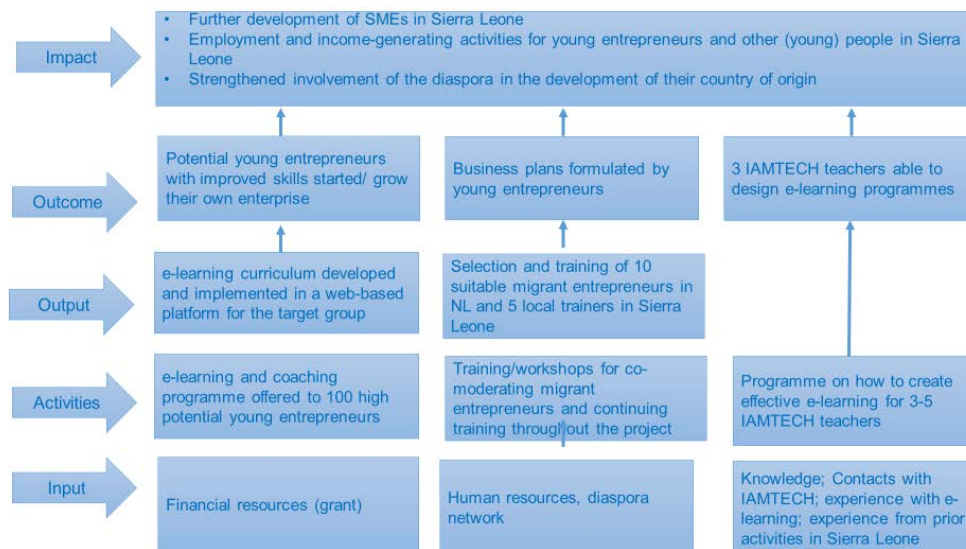 Impact
• Further development of SMEs in Sierra Leone
• Employment and income-generating activities for young entrepreneurs and other (young) people in Sierra
Leone
• Strengthened involvement of the diaspora in the development of their country of origin
Outcome
Potential young entrepreneurs
with improved skills started/ grow
their own enterprise
Business plans formulated by
young entrepreneurs
3 IAMTECH teachers able to
design e-learning programmes
Output
e-learning curriculum developed
and implemented in a web-based
platform for the target group
Selection and training of 10
suitable migrant entrepreneurs in
NL and 5 local trainers in Sierra
Leone
Activities
e-learning and coaching
programme offered to 100 high
potential young entrepreneurs
Training/workshops for co-
moderating migrant
entrepreneurs and continuing
training throughout the project
Programme on how to create
effective e-learning for 3-5
IAMTECH teachers
Input
Financial resources (grant)
Human resources, diaspora
network
Knowledge; Contacts with
IAMTECH; experience with e-
learning; experience from prior
activities in Sierra Leone